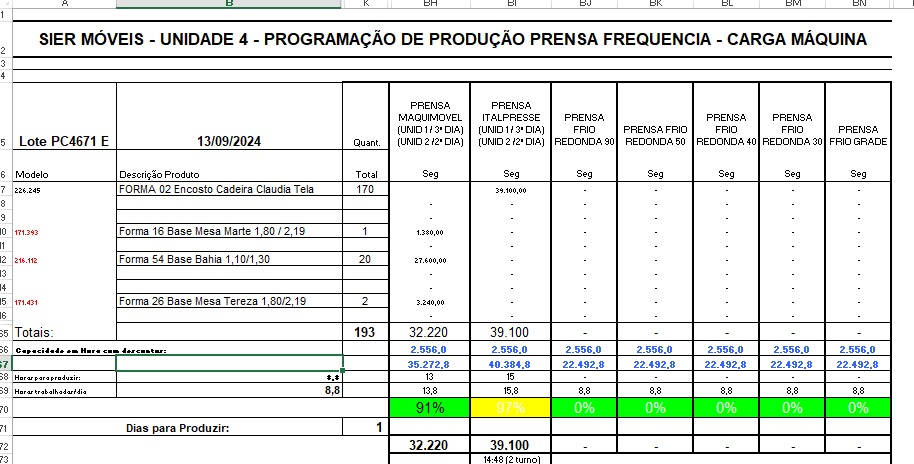 A B K BH BI BJ BK BL BM BN
SIER MÓVEIS - UNIDADE 4 - PROGRAMAÇÃO DE PRODUÇÃO PRENSA FREQUENCIA - CARGA MÁQUINA
Lote PC4671 E 13/09/2024 Quant. PRENSA MAQUIMOVEL (UNID 1/ 3ª DIA) (UNID 2 /2ª DIA) PRENSA ITALPRESSE (UNID 1/ 3ª DIA) (UNID 2 /2ª DIA) PRENSA FRIO REDONDA 90 PRENSA FRIO REDONDA 50 PRENSA FRIO REDONDA 40 PRENSA FRIO REDONDA 30 PRENSA FRIO GRADE
Modelo Descrição Produto Total Seg Seg Seg Seg Seg Seg Seg
226.245 FORMA 02 Encosto Cadeira Claudia Tela 170 - 39.100,00 - - - - -
- - - - - - -
- - - - - - -
171.393 Forma 16 Base Mesa Marte 1,80 / 2,19 1 1.380,00 - - - - - -
- - - - - - -
216.112 Forma 54 Base Bahia 1,10/1,30 20 27.600,00 - - - - - -
- - - - - - -
- - - - - - -
171.431 Forma 26 Base Mesa Tereza 1,80/2,19 2 3.240,00 - - - - - -
- - - - - - -
65 Totais: 193 32.220 39.100 - - - - -
66 Capacidade em Hora com descontos: 2.556,0 2.556,0 2.556,0 2.556,0 2.556,0 2.556,0 2.556,0
67 35.272,8 40.384,8 22.492,8 22.492,8 22.492,8 22.492,8 22.492,8
68 Horas para produzir: 8,8 13 15 - - - - -
69 Horas trabalhadas/dia 8,8 13,8 15,8 8,8 8,8 8,8 8,8 8,8
70 91% 97% 0% 0% 0% 0% 0%
71 Dias para Produzir: 1
72 32.220 39.100 - - - - -
73 14:48 (2 turno)